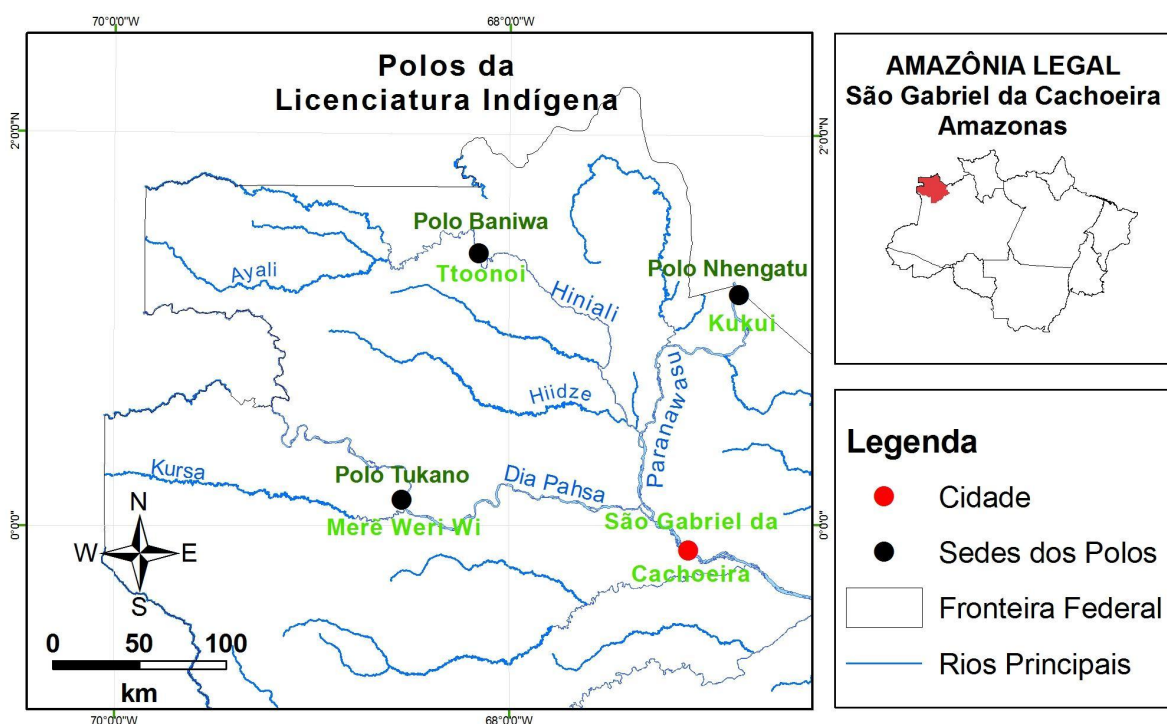 70°0'0"W
68°0'0"W
Polos da
Licenciatura Indígena
2°0'0"N
2°0'0"N
Polo Baniwa
Ttoonoi
Ayali
Hiniali
Polo Nhengatu
Kukui
Hiidze
Paranawasu
Kursa
Polo Tukano
Dia Pahsa
Merẽ Weri Wi
São Gabriel da
Cachoeira
0°0'0"
0°0'0"
N
W
E
S
0 50 100
km
70°0'0"W
68°0'0"W
AMAZÔNIA LEGAL
São Gabriel da Cachoeira
Amazonas
Legenda
Cidade
Sedes dos Polos
Fronteira Federal
Rios Principais